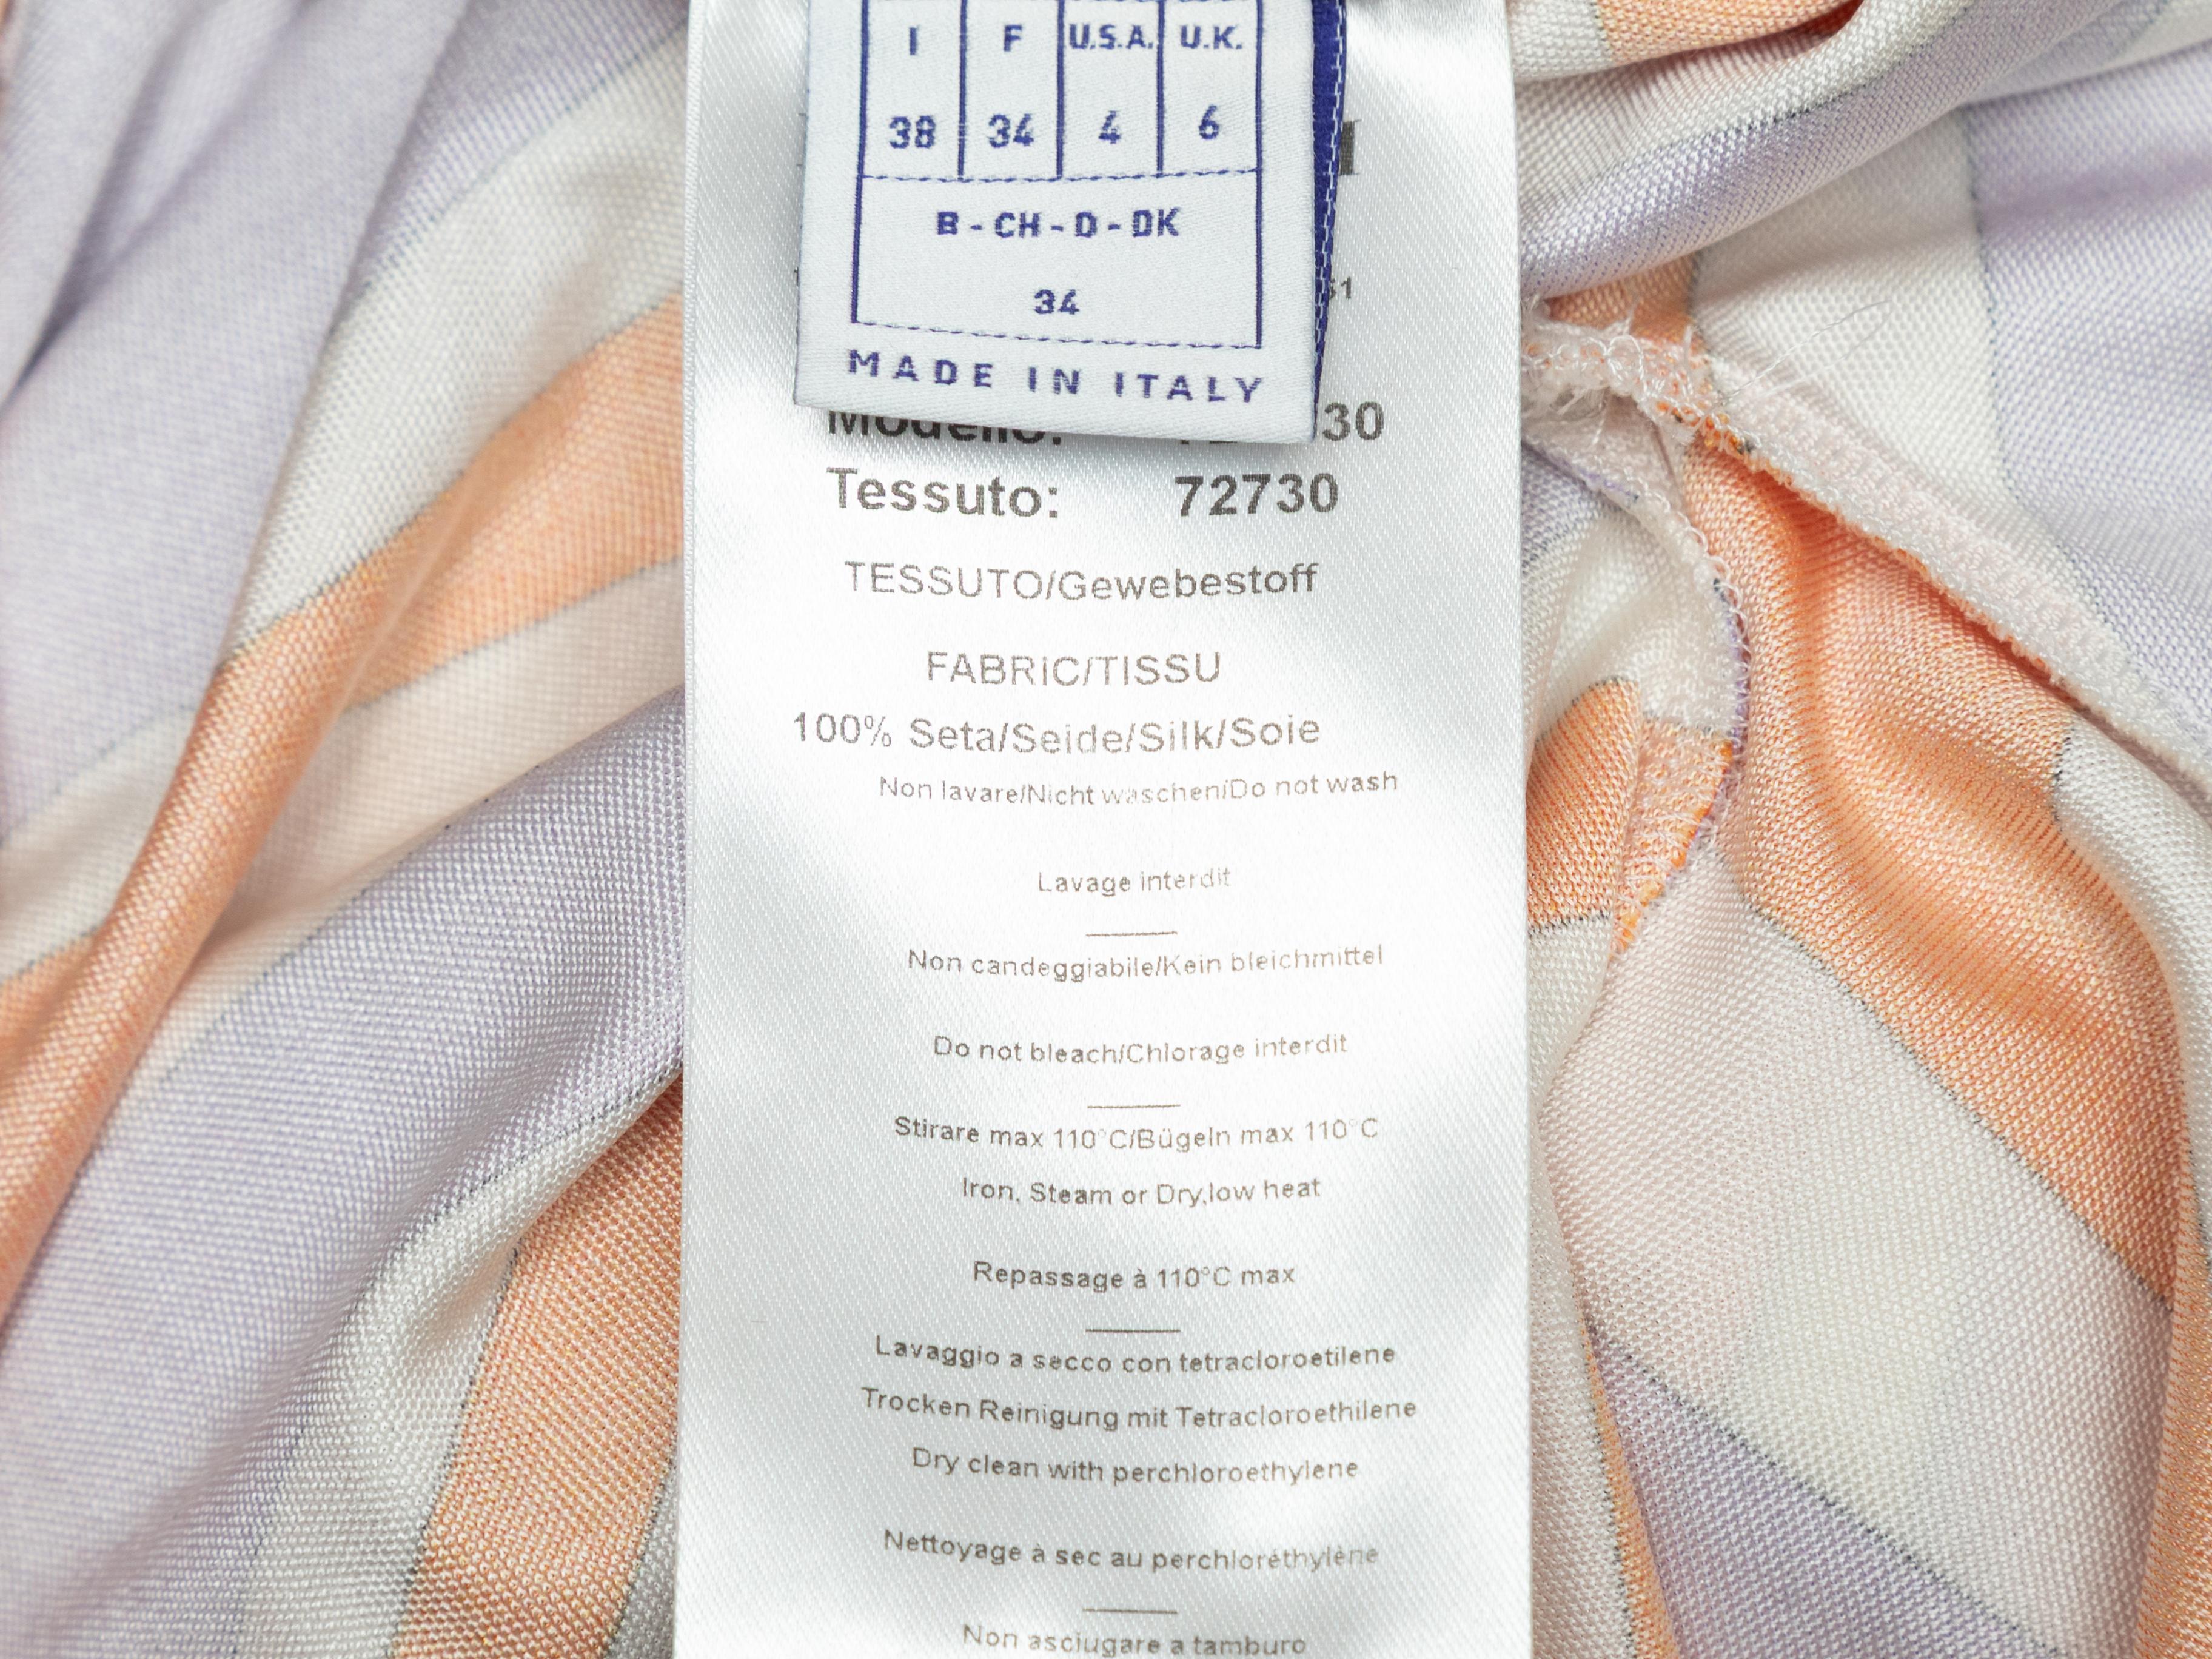 I F U.S.A. U.K.
38 34 4 6
B - CH - D - DK
34
MADE IN ITALY
Modello: 30
Tessuto: 72730
TESSUTO/Gewebestoff
FABRIC/TISSU
100% Seta/Seide/Silk/Soie
Non lavare/Nicht waschen/Do not wash
Lavage interdit
Non candeggiabile/Kein bleichmittel
Do not bleach/Chlorage interdit
Stirare max 110°C/Bügeln max 110°C
Iron, Steam or Dry,low heat
Repassage à 110°C max
Lavaggio a secco con tetracloroetilene
Trocken Reinigung mit Tetracloroethilene
Dry clean with perchloroethylene
Nettoyage à sec au perchloréthylène
Non asciugare a tamburo